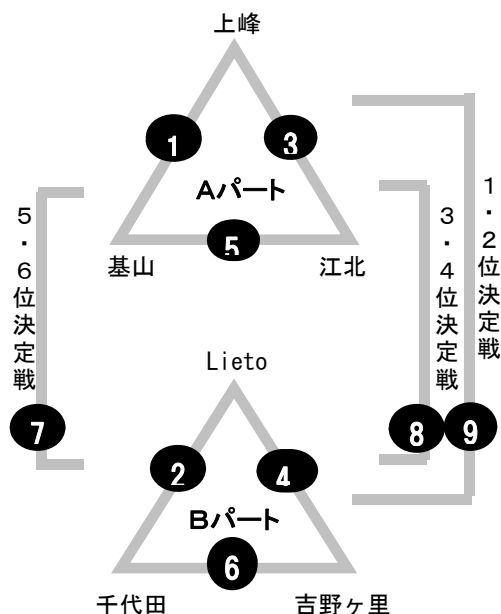 上峰
1
3
Aパート
5
基山
江北
5・6位決定戦
3・4位決定戦
1・2位決定戦
Lieto
7
8
9
2
4
Bパート
6
千代田
吉野ヶ里